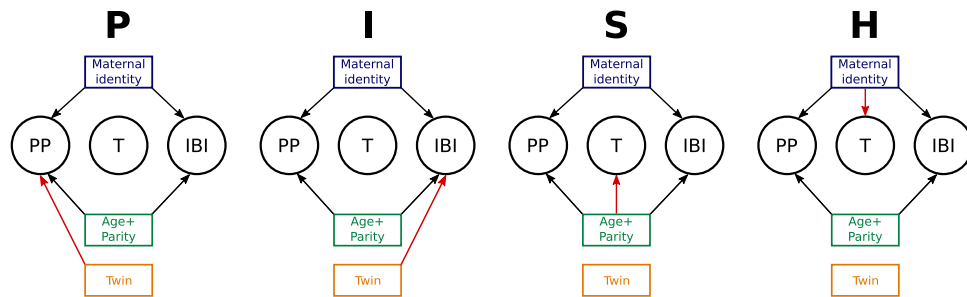 P I S H
Maternal identity Maternal identity Maternal identity Maternal identity
PP T IBI PP T IBI PP T IBI PP T IBI
Age+ Parity Age+ Parity Age+ Parity Age+ Parity
Twin Twin Twin Twin